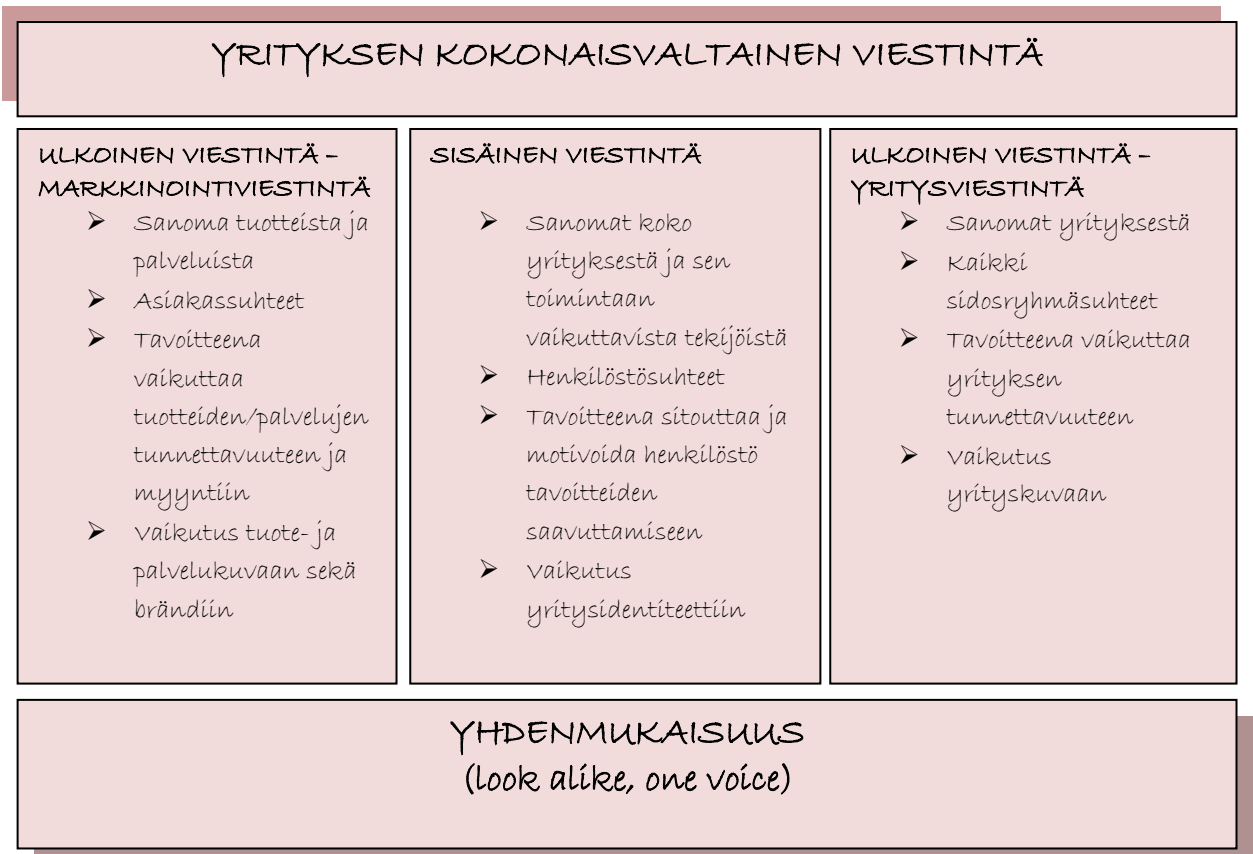 YRITYKSEN KOKONAISVALTAINEN VIESTINTÄ
ULKOINEN VIESTINTÄ –
MARKKINOINTIVIESTINTÄ
➢ Sanoma tuotteista ja
palveluista
➢ Asiakassuhteet
➢ Tavoitteena
vaikuttaa
tuotteiden/palvelujen
tunnettavuuteen ja
myyntiin
➢ Vaikutus tuote- ja
palvelukuvaan sekä
brändiin
SISÄINEN VIESTINTÄ
➢ Sanomat koko
yrityksestä ja sen
toimintaan
vaikuttavista tekijöistä
➢ Henkilöstösuhteet
➢ Tavoitteena sitouttaa ja
motivoida henkilöstö
tavoitteiden
saavuttamiseen
➢ Vaikutus
yritysidentiteettiin
ULKOINEN VIESTINTÄ –
YRITYSVIESTINTÄ
➢ Sanomat yrityksestä
➢ Kaikki
sidosryhmäsuhteet
➢ Tavoitteena vaikuttaa
yrityksen
tunnettavuuteen
➢ Vaikutus
yrityskuvaan
YHDENMUKAISUUS
(look alike, one voice)